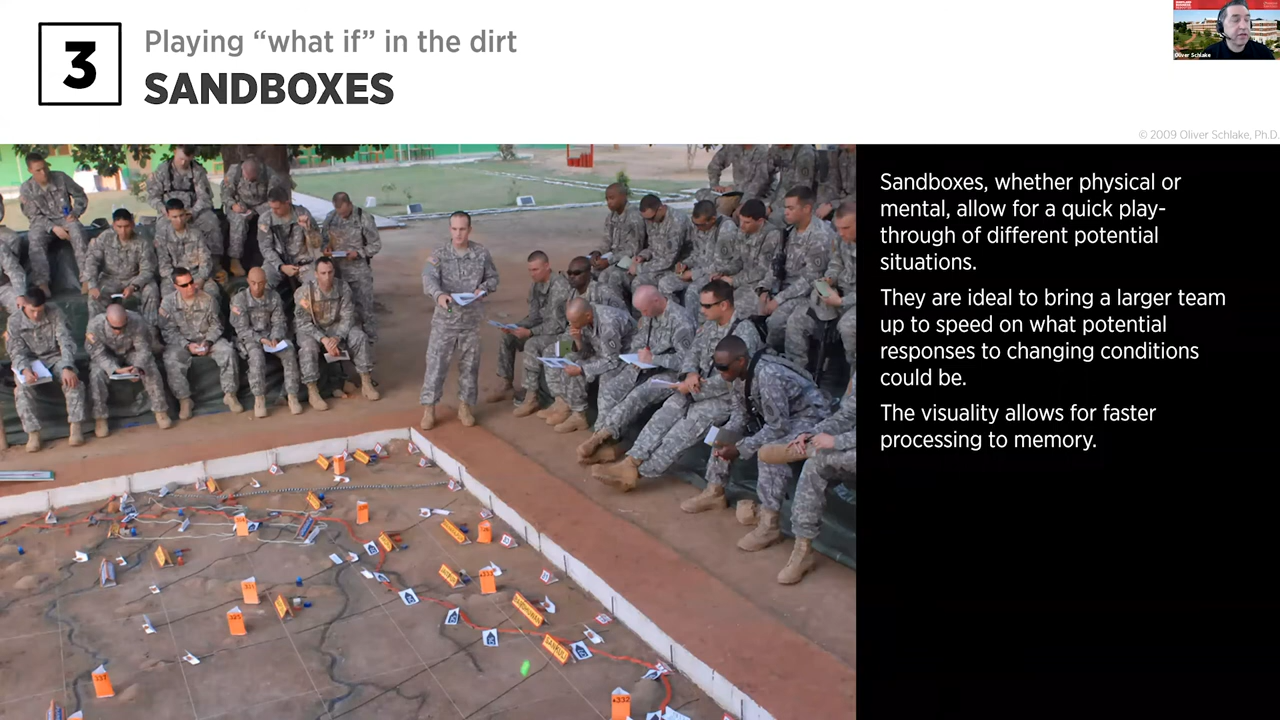 3
Playing “what if” in the dirt
SANDBOXES
Oliver Schlake
© 2009 Oliver Schlake, Ph.D.
Sandboxes, whether physical or
mental, allow for a quick play-
through of different potential
situations.
They are ideal to bring a larger team
up to speed on what potential
responses to changing conditions
could be.
The visuality allows for faster
processing to memory.
337